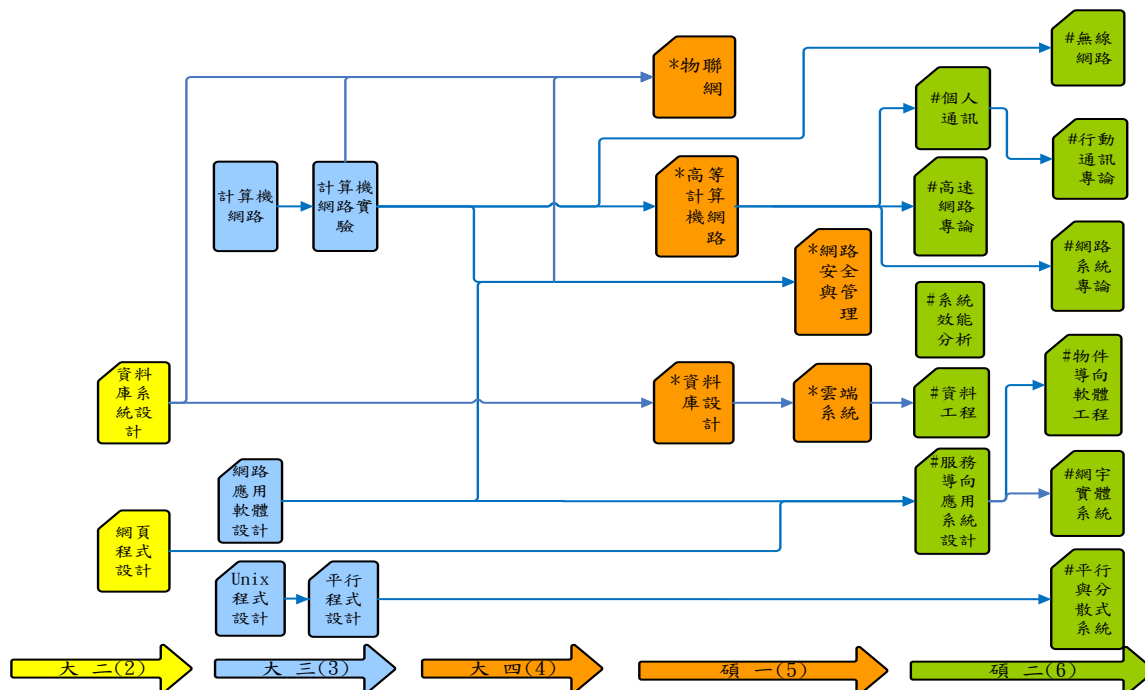 *物聯
網
#無線
網路
#個人
通訊
#行動
通訊
專論
計算機
網路
計算機
網路實
驗
*高等
計算
機網
路
#高速
網路
專論
*網路
安全
與管
理
#網路
系統
專論
#系統
效能
分析
資料
庫系
統設
計
*資料
庫設
計
*雲端
系統
#資料
工程
#物件
導向
軟體
工程
網路
應用
軟體
設計
#服務
導向
應用
系統
設計
#網宇
實體
系統
網頁
程式
設計
Unix
程式
設計
平行
程式
設計
#平行
與分
散式
系統
大 二(2)
大 三(3)
大 四(4)
碩 一(5)
碩 二(6)